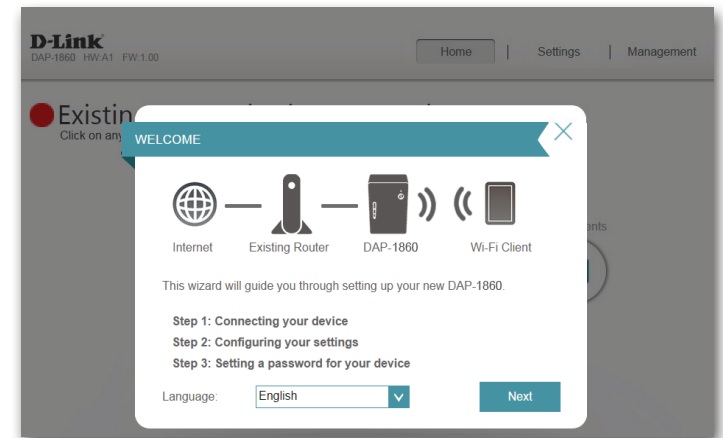 D-Link
DAP-1860 HW:A1 FW:1.00
Home | Settings | Management
Existin
Click on any
WELCOME
Internet
Existing Router
DAP-1860
Wi-Fi Client
ents
This wizard will guide you through setting up your new DAP-1860.
Step 1: Connecting your device
Step 2: Configuring your settings
Step 3: Setting a password for your device
Language: English
Next